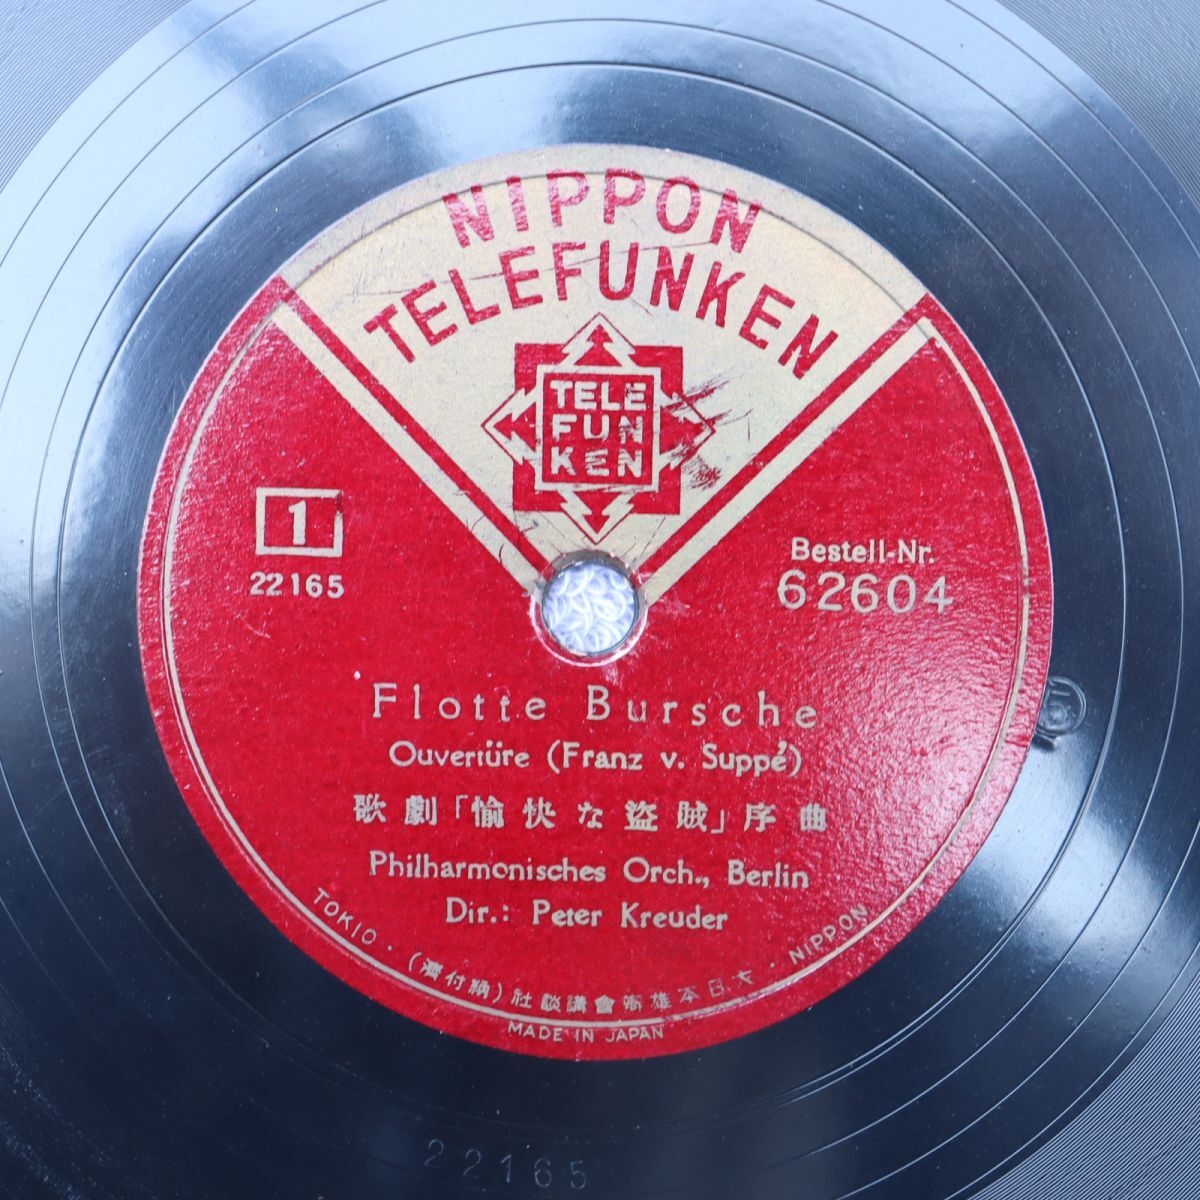 NIPPON
TELEFUNKEN
TELE
FUN
KEN
1
22165
Bestell-Nr.
62604
Flotte Bursche
Ouvertüre (Franz v. Suppé)
歌劇「愉快な盗賊」序曲
Philharmonisches Orch., Berlin
Dir.: Peter Kreuder
TOKIO · (濟付納) 社談講會辯雄本日大 · NIPPON
MADE IN JAPAN
22165